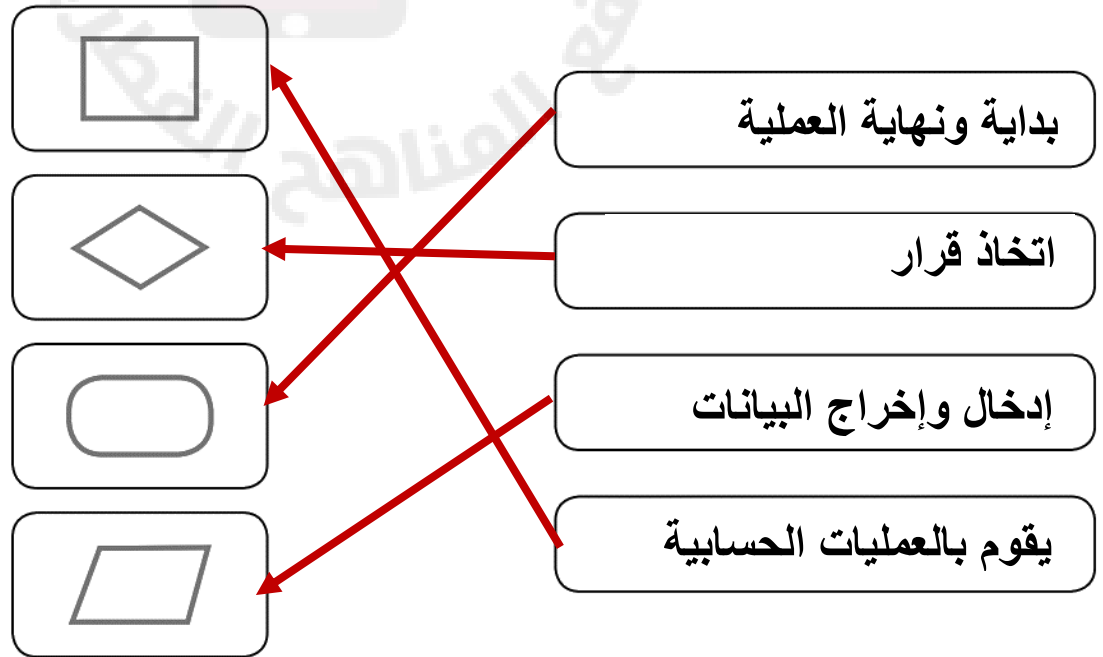 بداية ونهاية العملية
اتخاذ قرار
إدخال وإخراج البيانات
يقوم بالعمليات الحسابية